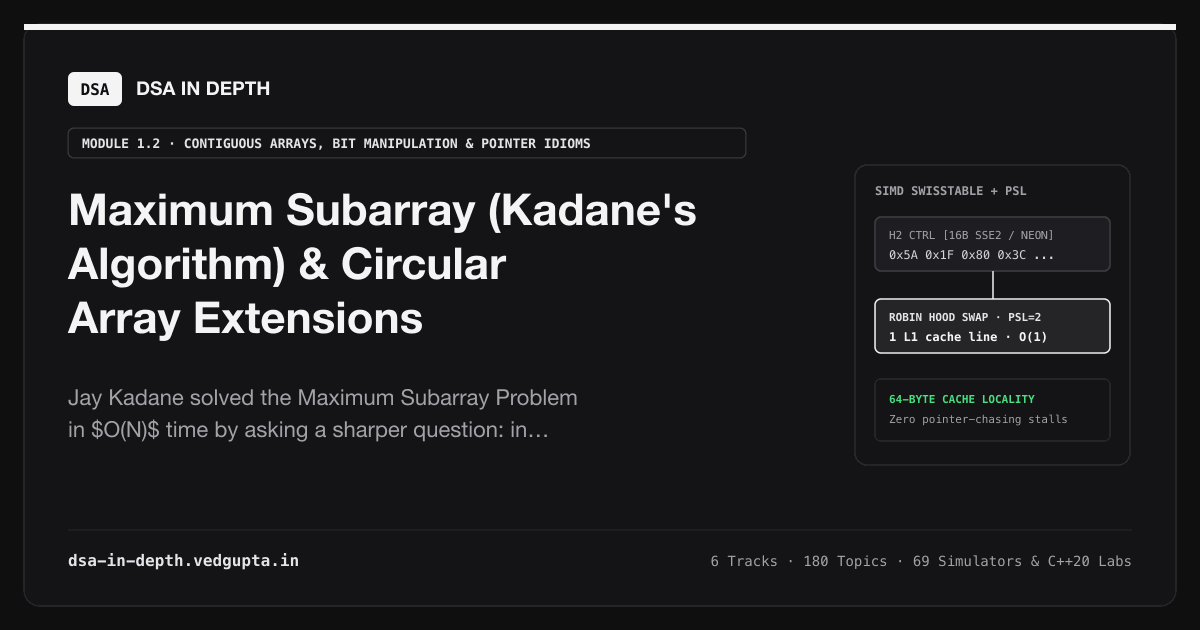 DSA
DSA IN DEPTH
MODULE 1.2 · CONTIGUOUS ARRAYS, BIT MANIPULATION & POINTER IDIOMS
Maximum Subarray (Kadane's
Algorithm) & Circular
Array Extensions
Jay Kadane solved the Maximum Subarray Problem
in $O(N)$ time by asking a sharper question: in…
SIMD SWISSTABLE + PSL
H2 CTRL [16B SSE2 / NEON]
0x5A 0x1F 0x80 0x3C ...
ROBIN HOOD SWAP · PSL=2
1 L1 cache line · O(1)
64-BYTE CACHE LOCALITY
Zero pointer-chasing stalls
dsa-in-depth.vedgupta.in
6 Tracks · 180 Topics · 69 Simulators & C++20 Labs